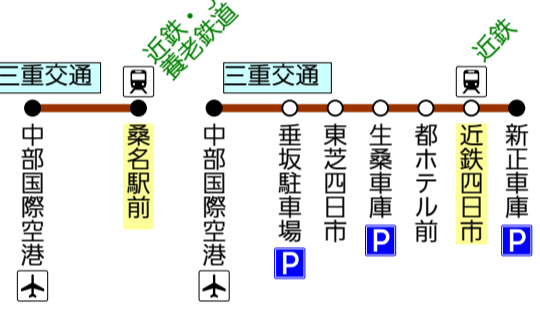 近鉄・
養老鉄道
三重交通
中部国際空港
桑名駅前
近鉄
三重交通
中部国際空港
垂坂駐車場
P
東芝四日市
生桑車庫
P
都ホテル前
近鉄四日市
新正車庫
P